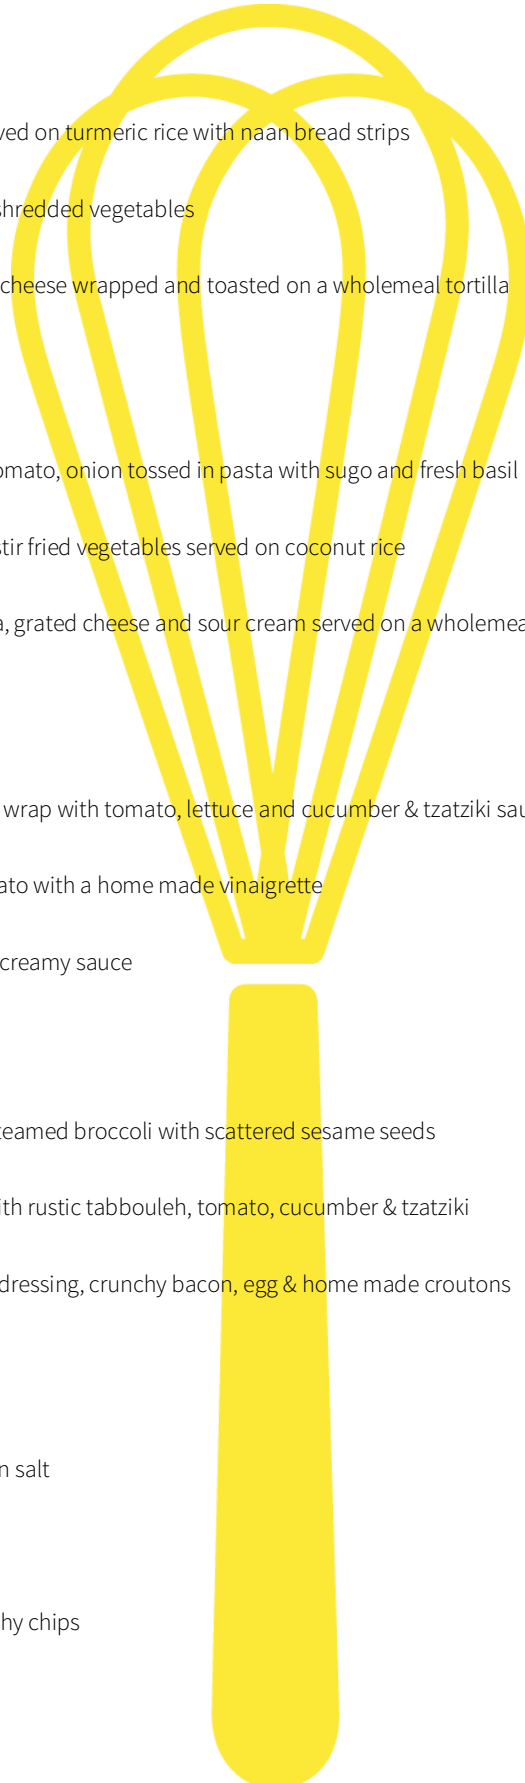 ved on turmeric rice with naan bread strips
shredded vegetables
cheese wrapped and toasted on a wholemeal tortilla
omato, onion tossed in pasta with sugo and fresh basil
stir fried vegetables served on coconut rice
a, grated cheese and sour cream served on a wholemea
wrap with tomato, lettuce and cucumber & tzatziki sau
ato with a home made vinaigrette
creamy sauce
teamed broccoli with scattered sesame seeds
ith rustic tabbouleh, tomato, cucumber & tzatziki
dressing, crunchy bacon, egg & home made croutons
n salt
hy chips